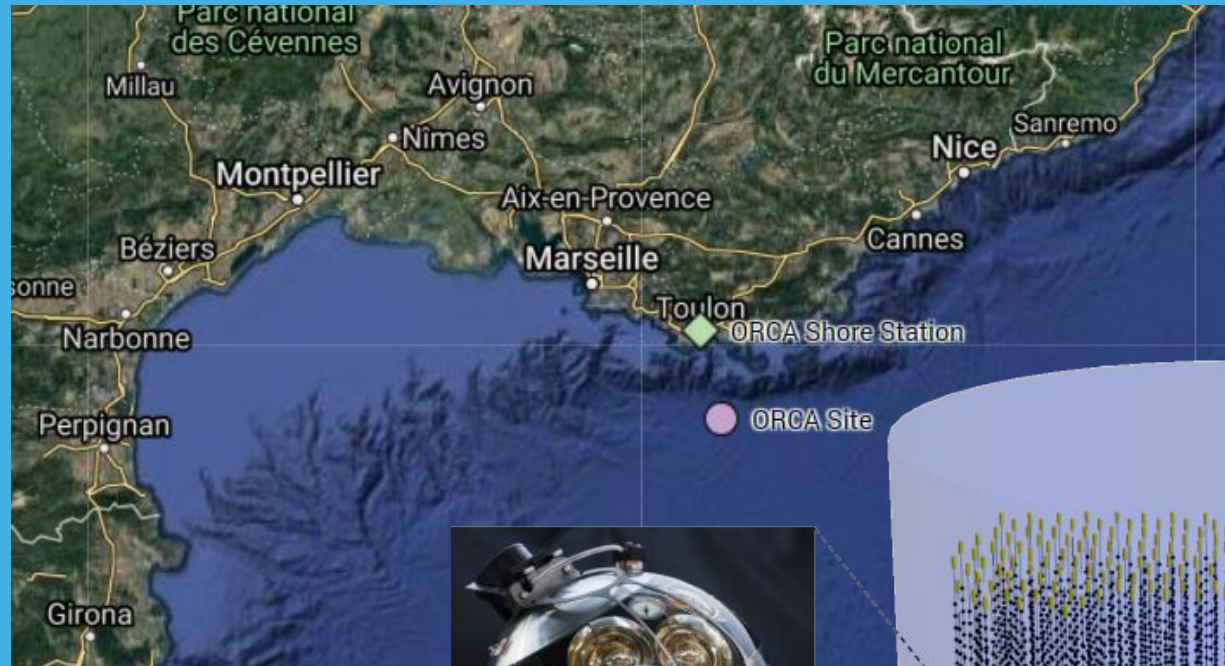 Parc national
des Cévennes
Parc national
du Mercantour
Millau
Avignon
Nîmes
Sanremo
Nice
Montpellier
Aix-en-Provence
Cannes
Béziers
Marseille
sonne
Toulon
Narbonne
ORCA Shore Station
Perpignan
ORCA Site
Girona